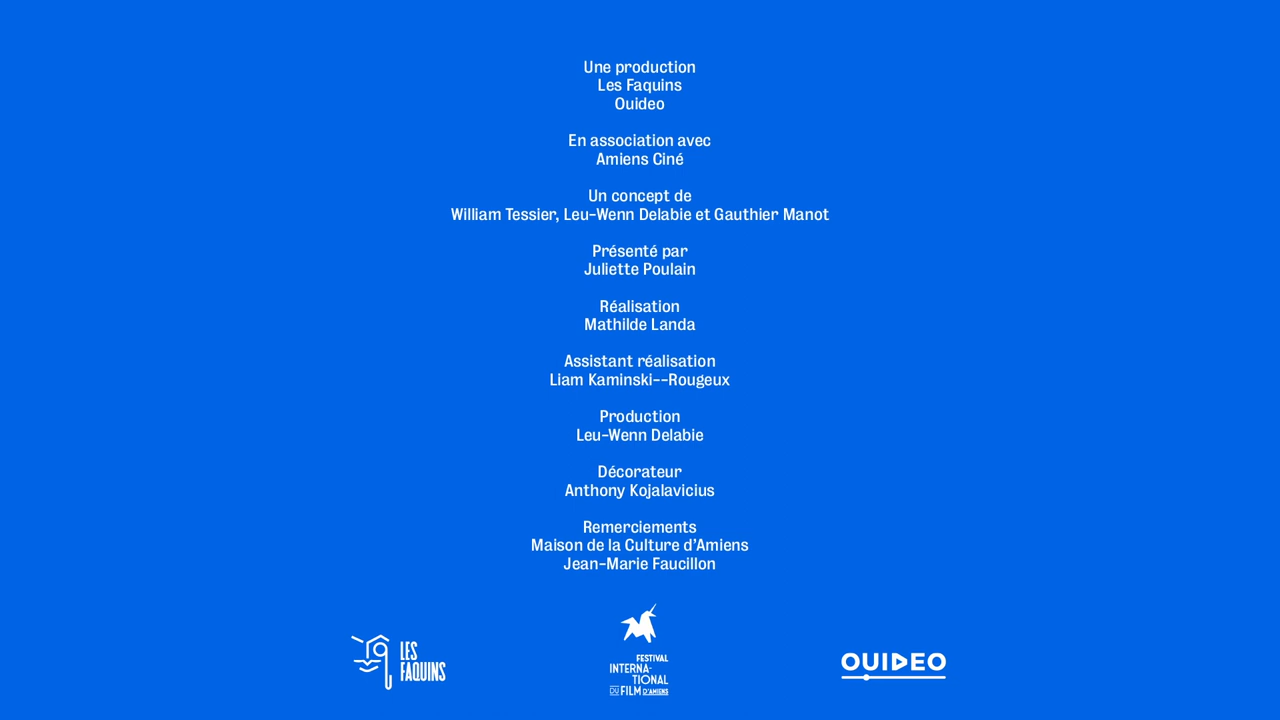 Une production
Les Faquins
Ouideo
En association avec
Amiens Ciné
Un concept de
William Tessier, Leu-Wenn Delabie et Gauthier Manot
Présenté par
Juliette Poulain
Réalisation
Mathilde Landa
Assistant réalisation
Liam Kaminski--Rougeux
Production
Leu-Wenn Delabie
Décorateur
Anthony Kojalavicius
Remerciements
Maison de la Culture d’Amiens
Jean-Marie Faucillon
LES
FAQUINS
FESTIVAL
INTERNA-
TIONAL
DU FILM D'AMIENS
OUIDEO